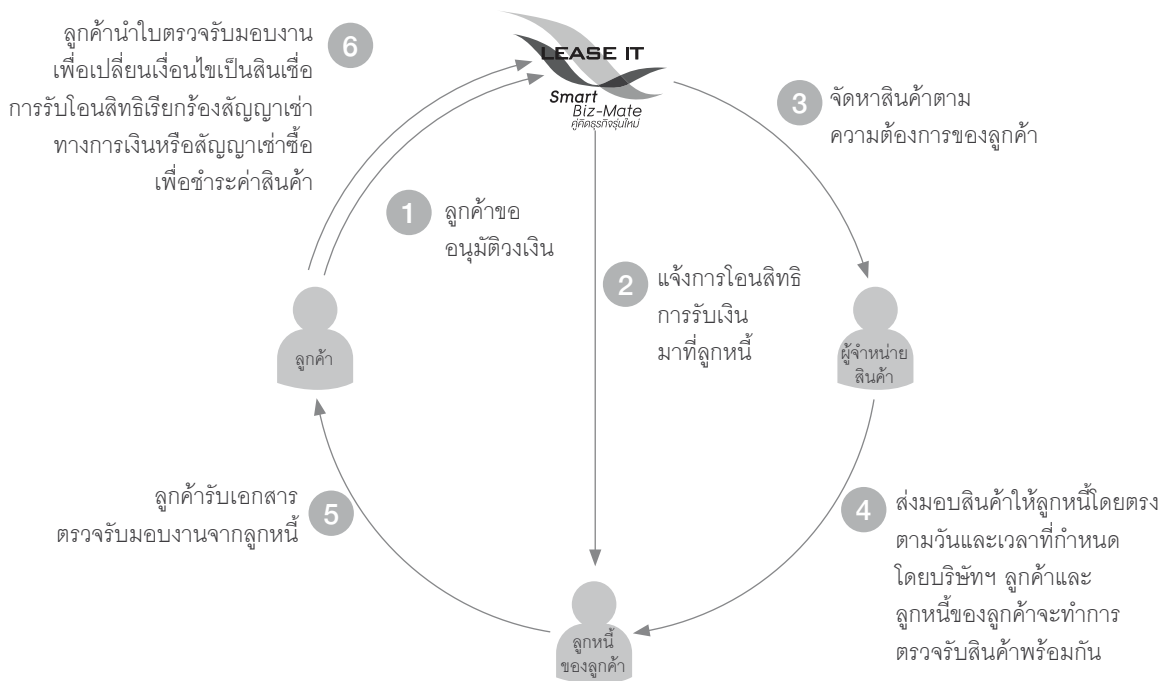 6
ลูกค้านำใบตรวจรับมอบงาน
เพื่อเปลี่ยนเงื่อนไขเป็นสินเชื่อ
การรับโอนสิทธิเรียกร้องสัญญาเช่า
ทางการเงินหรือสัญญาเช่าซื้อ
เพื่อชำระค่าสินค้า
LEASE IT
Smart
Biz-Mate
คู่คิดธุรกิจรุ่นใหม่
3
จัดหาสินค้าตาม
ความต้องการของลูกค้า
1
ลูกค้าขอ
อนุมัติวงเงิน
2
แจ้งการโอนสิทธิ
การรับเงิน
มาที่ลูกหนี้
ลูกค้า
ผู้จำหน่าย
สินค้า
ลูกค้ารับเอกสาร
ตรวจรับมอบงานจากลูกหนี้
5
4
ส่งมอบสินค้าให้ลูกหนี้โดยตรง
ตามวันและเวลาที่กำหนด
โดยบริษัทฯ ลูกค้าและ
ลูกหนี้ของลูกค้าจะทำการ
ตรวจรับสินค้าพร้อมกัน
ลูกหนี้
ของลูกค้า